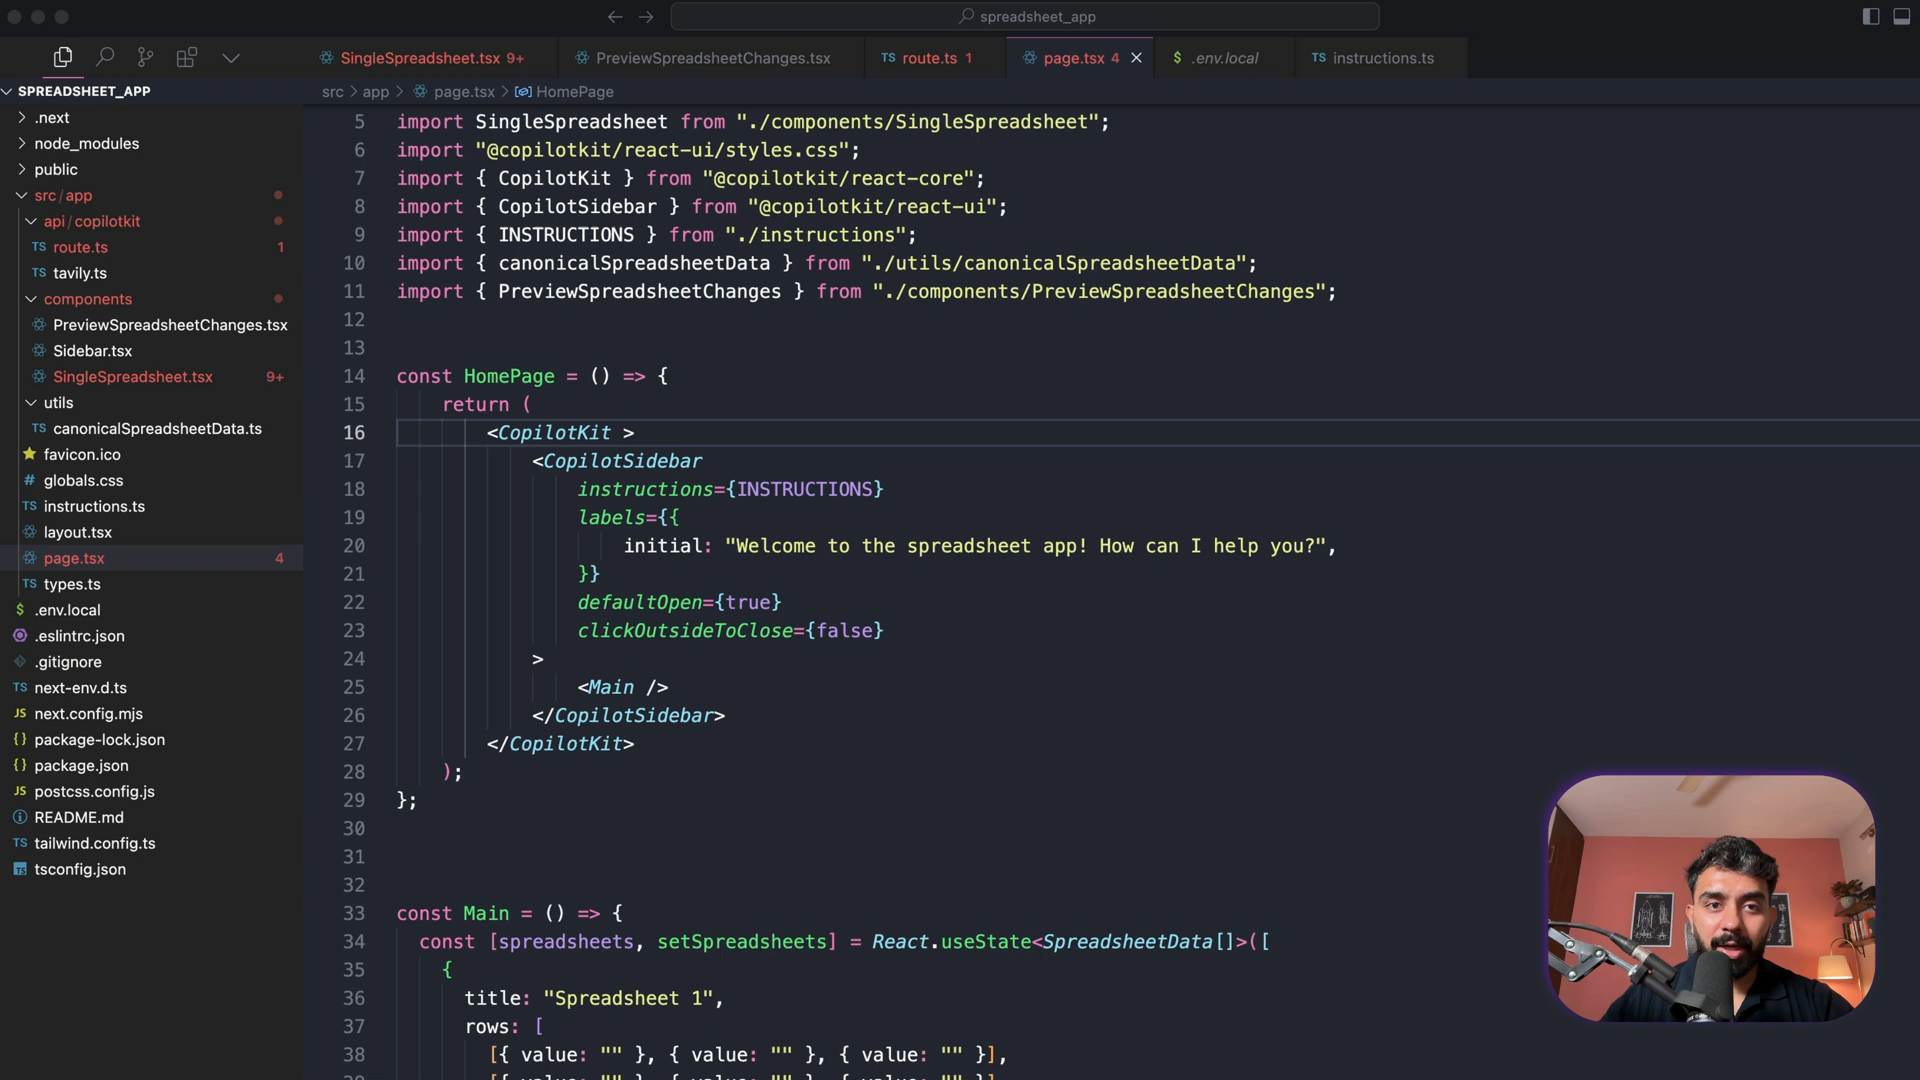 spreadsheet_app
SingleSpreadsheet.tsx 9+
PreviewSpreadsheetChanges.tsx
TS route.ts 1
page.tsx 4
$ .env.local
TS instructions.ts
SPREADSHEET_APP
src > app > page.tsx > HomePage
.next
node_modules
public
src/app
api/copilotkit
TS route.ts 1
TS tavily.ts
components
PreviewSpreadsheetChanges.tsx
Sidebar.tsx
SingleSpreadsheet.tsx 9+
utils
TS canonicalSpreadsheetData.ts
favicon.ico
# globals.css
TS instructions.ts
layout.tsx
page.tsx 4
TS types.ts
$ .env.local
.eslintrc.json
.gitignore
TS next-env.d.ts
JS next.config.mjs
{} package-lock.json
{} package.json
JS postcss.config.js
README.md
TS tailwind.config.ts
TS tsconfig.json
5 import SingleSpreadsheet from "./components/SingleSpreadsheet";
6 import "@copilotkit/react-ui/styles.css";
7 import { CopilotKit } from "@copilotkit/react-core";
8 import { CopilotSidebar } from "@copilotkit/react-ui";
9 import { INSTRUCTIONS } from "./instructions";
10 import { canonicalSpreadsheetData } from "./utils/canonicalSpreadsheetData";
11 import { PreviewSpreadsheetChanges } from "./components/PreviewSpreadsheetChanges";
12
13
14 const HomePage = () => {
15 return (
16 <CopilotKit >
17 <CopilotSidebar
18 instructions={INSTRUCTIONS}
19 labels={{
20 initial: "Welcome to the spreadsheet app! How can I help you?",
21 }}
22 defaultOpen={true}
23 clickOutsideToClose={false}
24 >
25 <Main />
26 </CopilotSidebar>
27 </CopilotKit>
28 );
29 };
30
31
32
33 const Main = () => {
34 const [spreadsheets, setSpreadsheets] = React.useState<SpreadsheetData[]>([
35 {
36 title: "Spreadsheet 1",
37 rows: [
38 [{ value: "" }, { value: "" }, { value: "" }],